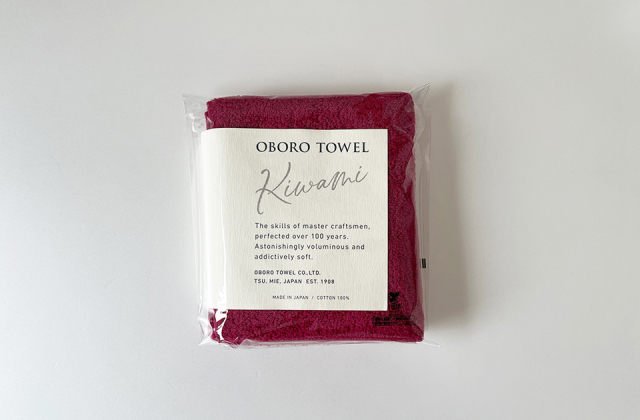 OBORO TOWEL
Kiwami
The skills of master craftsmen,
perfected over 100 years.
Astonishingly voluminous and
addictively soft.
OBORO TOWEL CO.,LTD.
TSU, MIE, JAPAN EST. 1908
MADE IN JAPAN / COTTON 100%